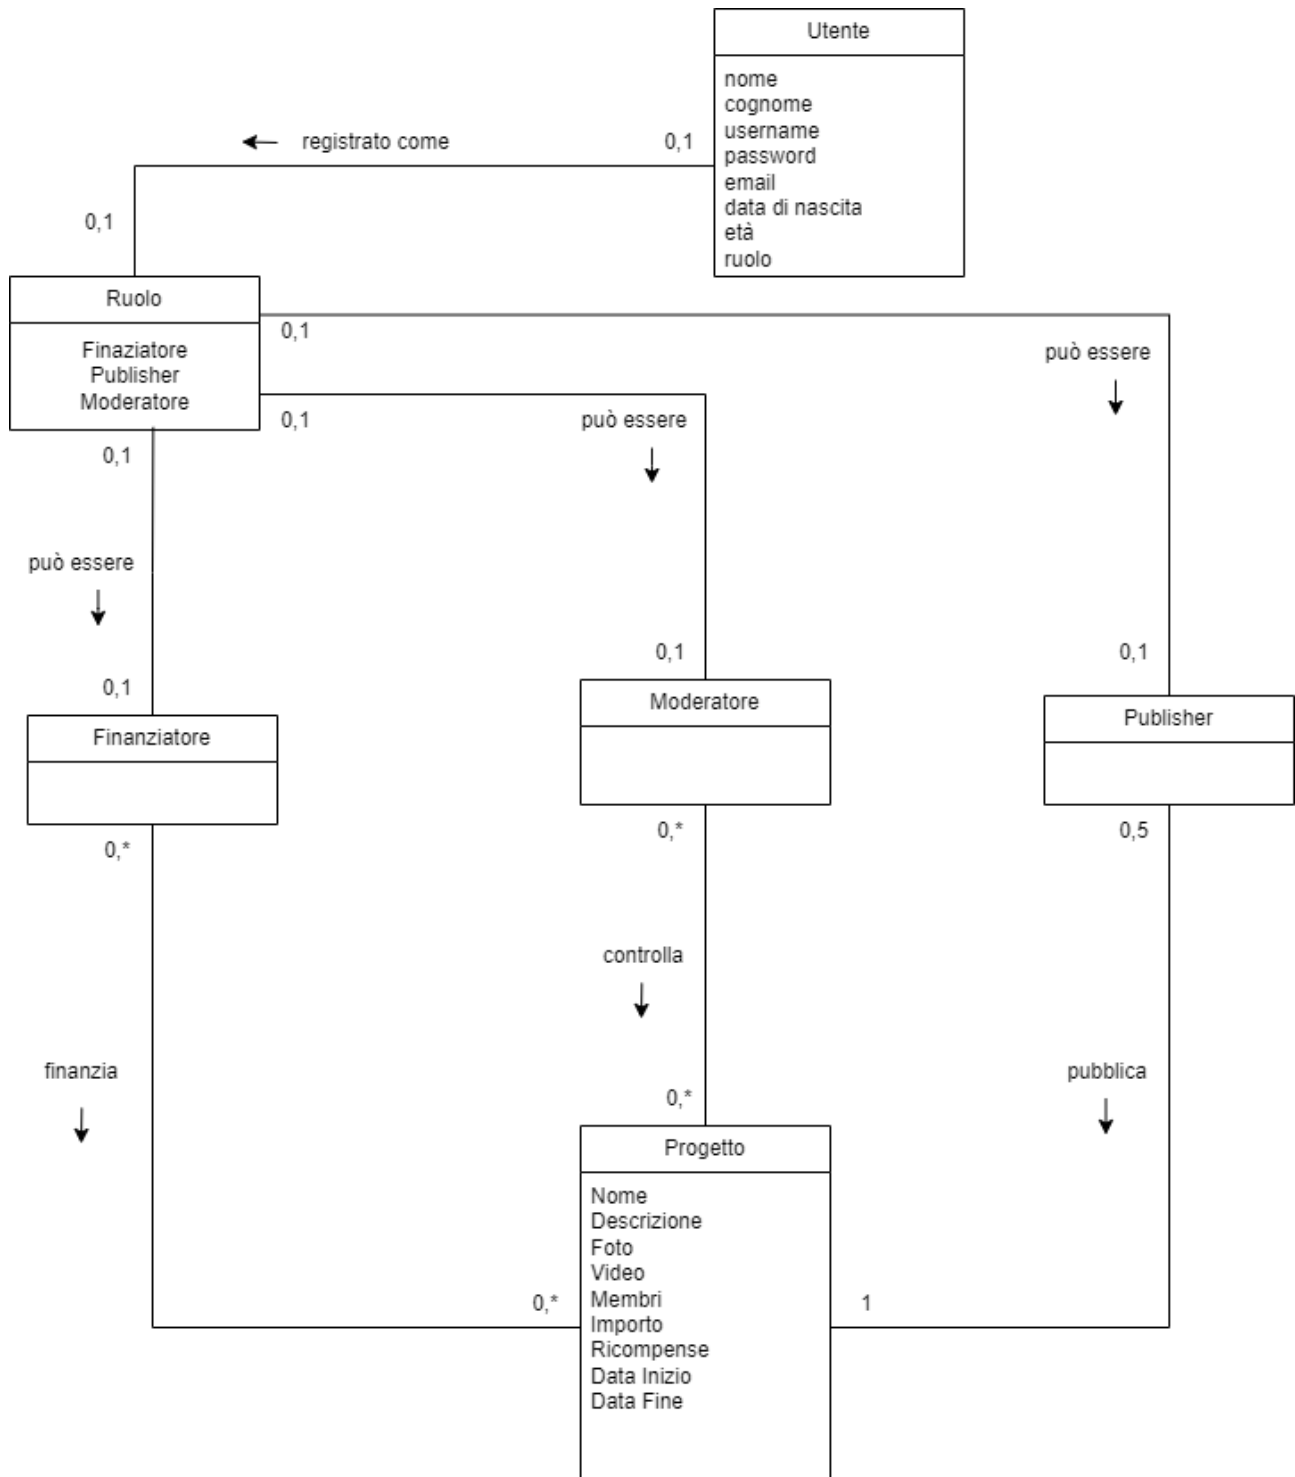 Utente
nome
cognome
username
password
email
data di nascita
età
ruolo
registrato come
0,1
0,1
Ruolo
Finaziatore
Publisher
Moderatore
0,1
può essere
0,1
può essere
0,1
può essere
0,1
0,1
0,1
Finanziatore
Moderatore
Publisher
0,*
0,*
0,5
controlla
finanzia
pubblica
0,*
Progetto
Nome
Descrizione
Foto
Video
Membri
Importo
Ricompense
Data Inizio
Data Fine
0,*
1